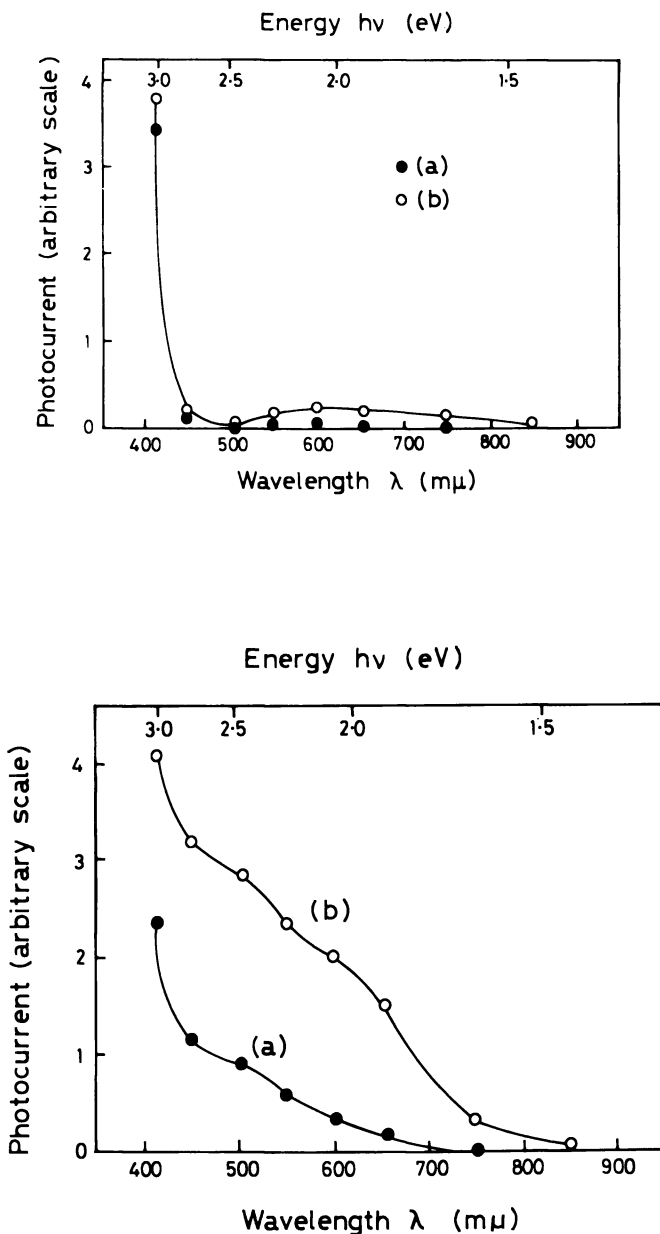 Energy hν (eV)
3·0 2·5 2·0 1·5
4
3
2
1
0
Photocurrent (arbitrary scale)
(a)
(b)
400 500 600 700 800 900
Wavelength λ (mμ)
Energy hν (eV)
3·0 2·5 2·0 1·5
4
3
2
1
0
Photocurrent (arbitrary scale)
(b)
(a)
400 500 600 700 800 900
Wavelength λ (mμ)